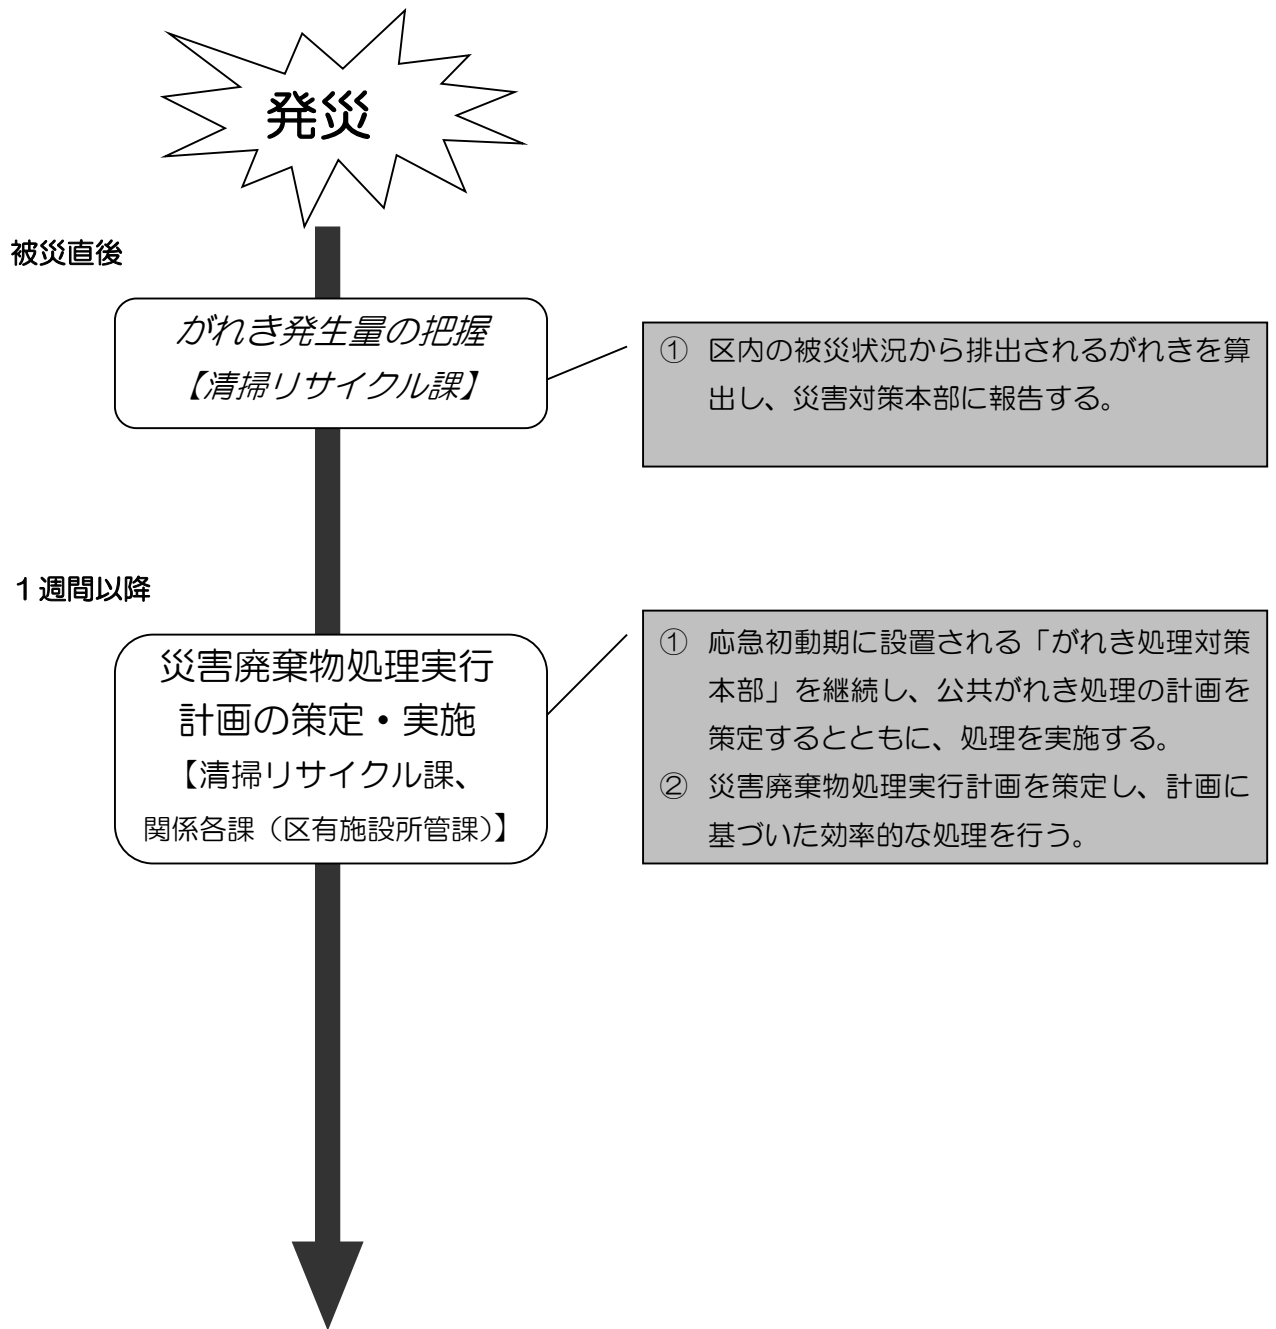 発災
被災直後
がれき発生量の把握
【清掃リサイクル課】
① 区内の被災状況から排出されるがれきを算
出し、災害対策本部に報告する。
１週間以降
災害廃棄物処理実行
計画の策定・実施
【清掃リサイクル課、
関係各課（区有施設所管課）】
① 応急初動期に設置される「がれき処理対策
本部」を継続し、公共がれき処理の計画を
策定するとともに、処理を実施する。
② 災害廃棄物処理実行計画を策定し、計画に
基づいた効率的な処理を行う。